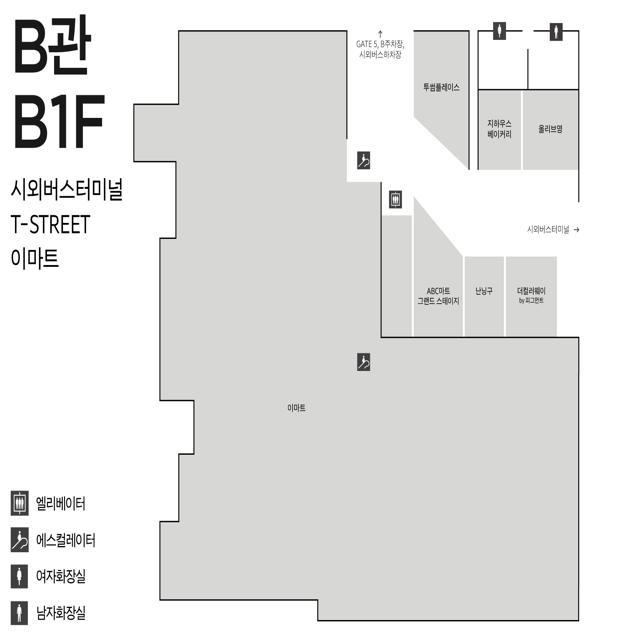 B관
B1F
시외버스터미널
T-STREET
이마트
GATE 5, B주차장,
시외버스하차장
투썸플레이스
지하우스
베이커리
올리브영
시외버스터미널 →
ABC마트
그랜드 스테이지
난닝구
더컬러웨이
by 피그먼트
이마트
엘리베이터
에스컬레이터
여자화장실
남자화장실